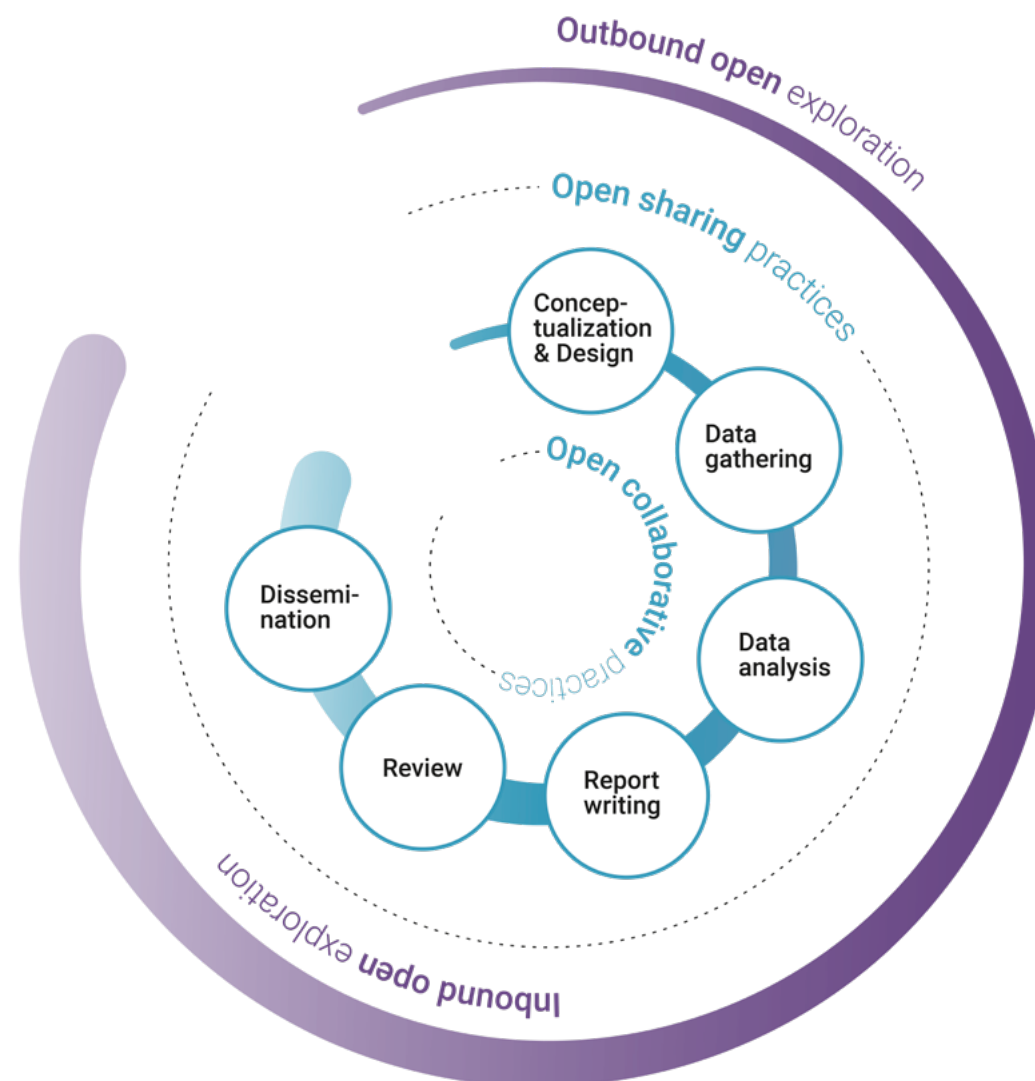 Outbound open exploration
Open sharing practices
Concep-
tualization
& Design
Data
gathering
Open collaborative practices
Data
analysis
Dissemi-
nation
Review
Report
writing
Inbound open exploration